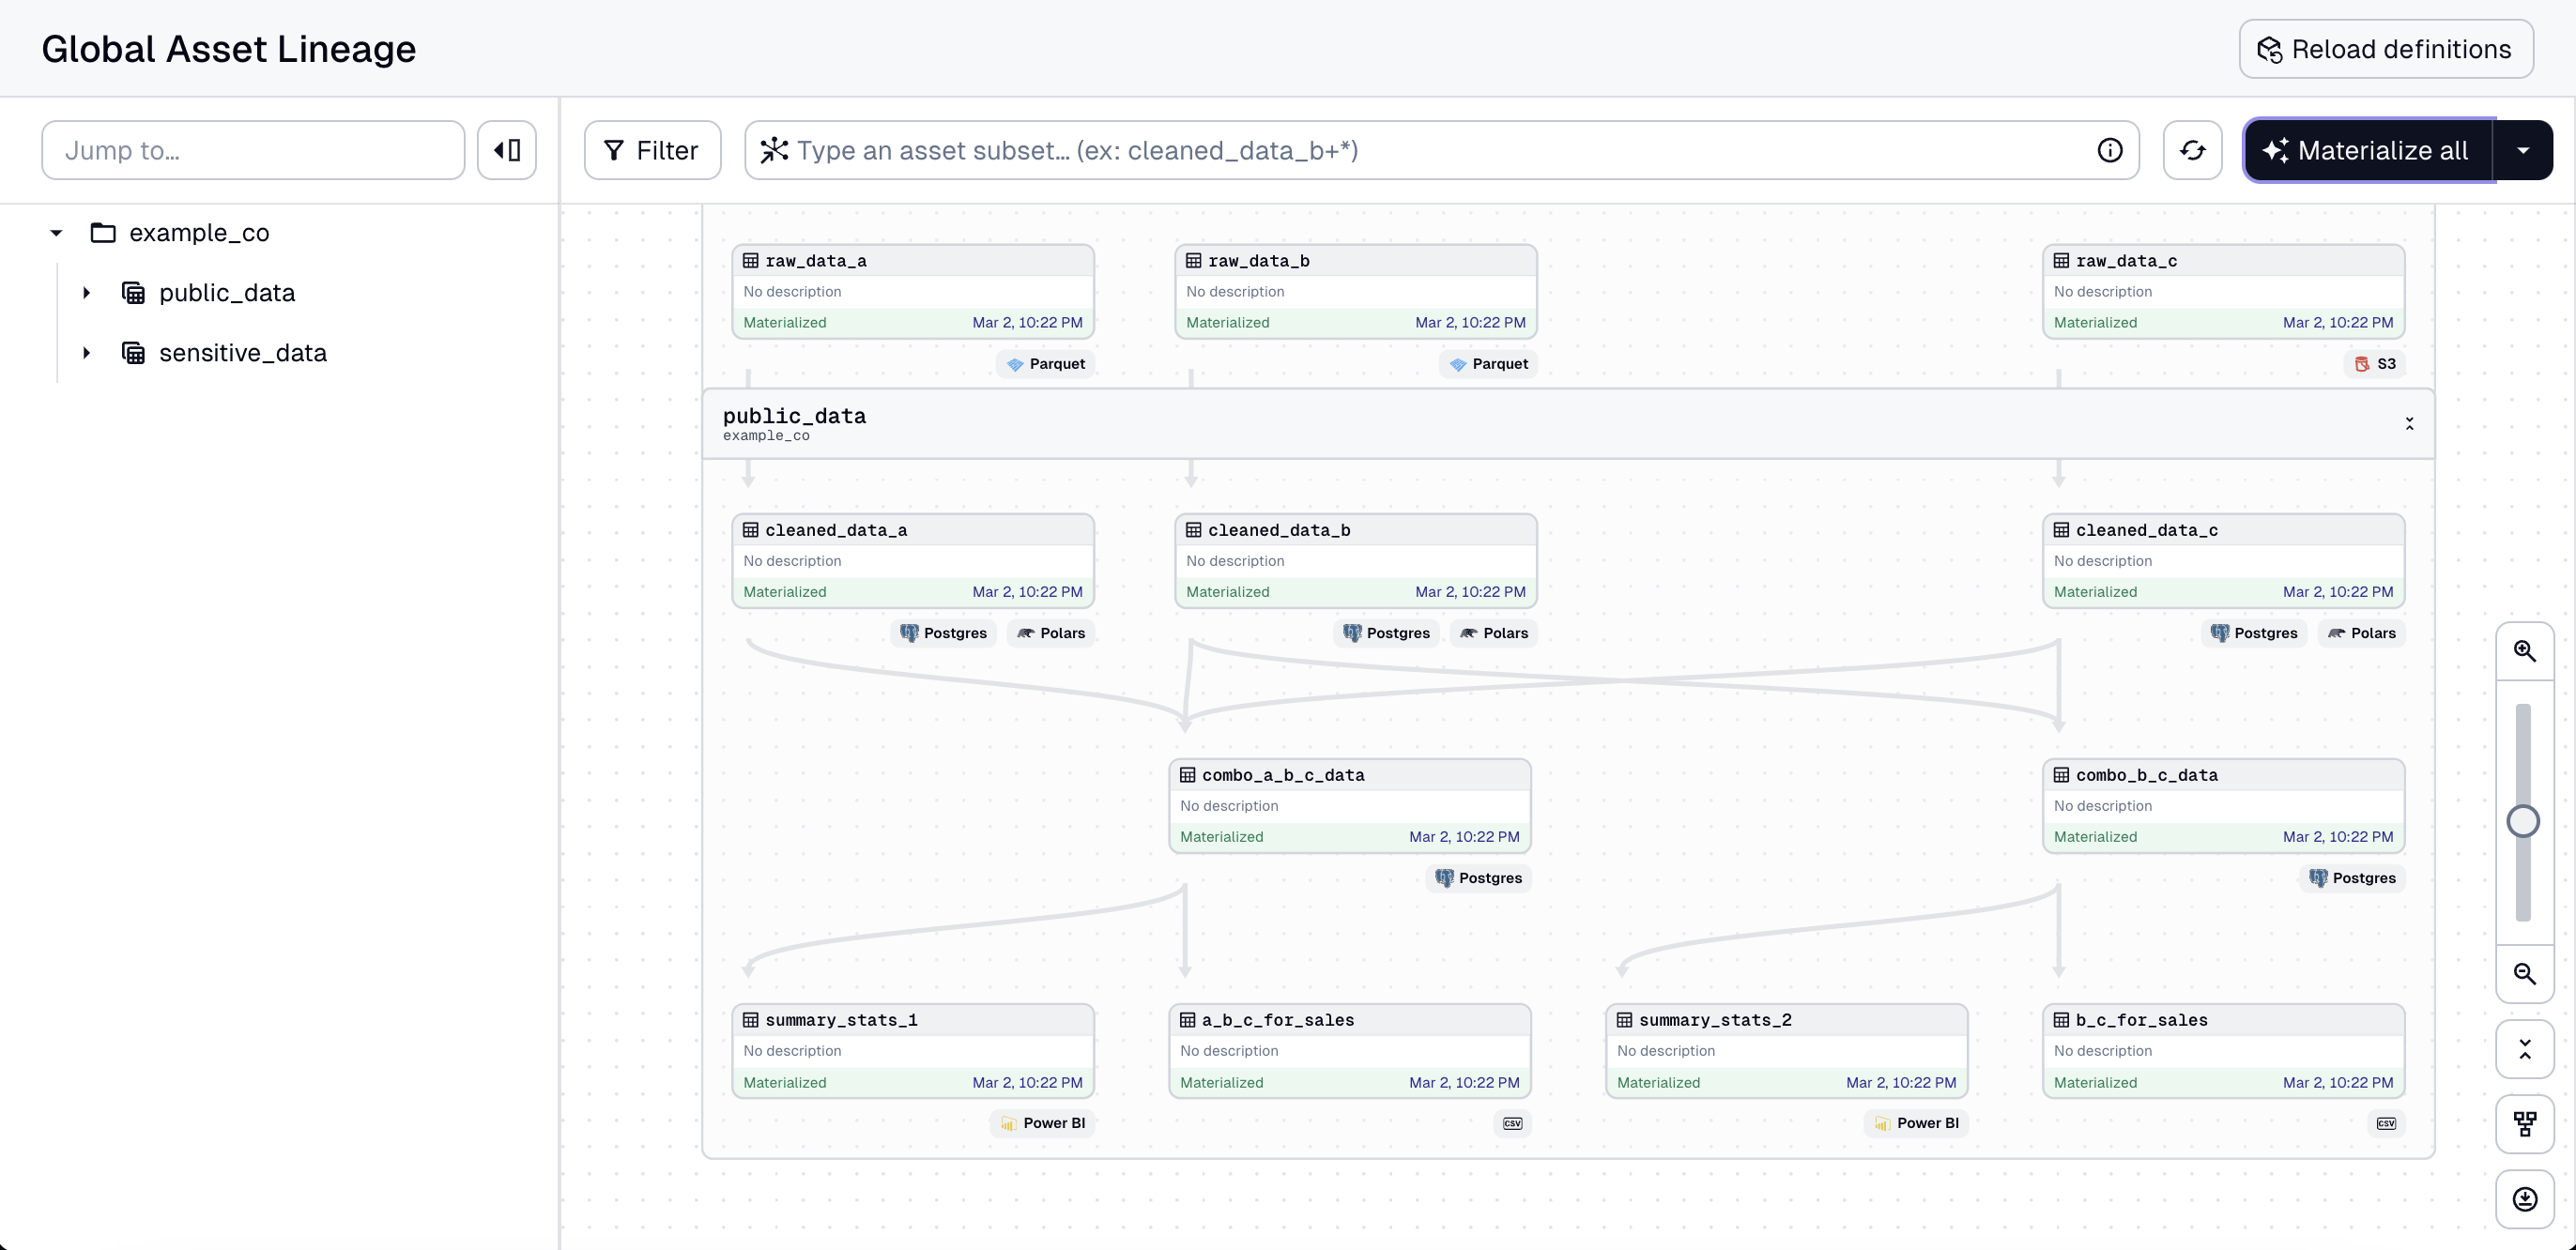 Global Asset Lineage
Reload definitions
Jump to…
Filter
Type an asset subset… (ex: cleaned_data_b+*)
Materialize all
example_co
public_data
sensitive_data
raw_data_a
No description
Materialized Mar 2, 10:22 PM
Parquet
raw_data_b
No description
Materialized Mar 2, 10:22 PM
Parquet
raw_data_c
No description
Materialized Mar 2, 10:22 PM
S3
public_data
example_co
cleaned_data_a
No description
Materialized Mar 2, 10:22 PM
Postgres Polars
cleaned_data_b
No description
Materialized Mar 2, 10:22 PM
Postgres Polars
cleaned_data_c
No description
Materialized Mar 2, 10:22 PM
Postgres Polars
combo_a_b_c_data
No description
Materialized Mar 2, 10:22 PM
Postgres
combo_b_c_data
No description
Materialized Mar 2, 10:22 PM
Postgres
summary_stats_1
No description
Materialized Mar 2, 10:22 PM
Power BI
a_b_c_for_sales
No description
Materialized Mar 2, 10:22 PM
CSV
summary_stats_2
No description
Materialized Mar 2, 10:22 PM
Power BI
b_c_for_sales
No description
Materialized Mar 2, 10:22 PM
CSV